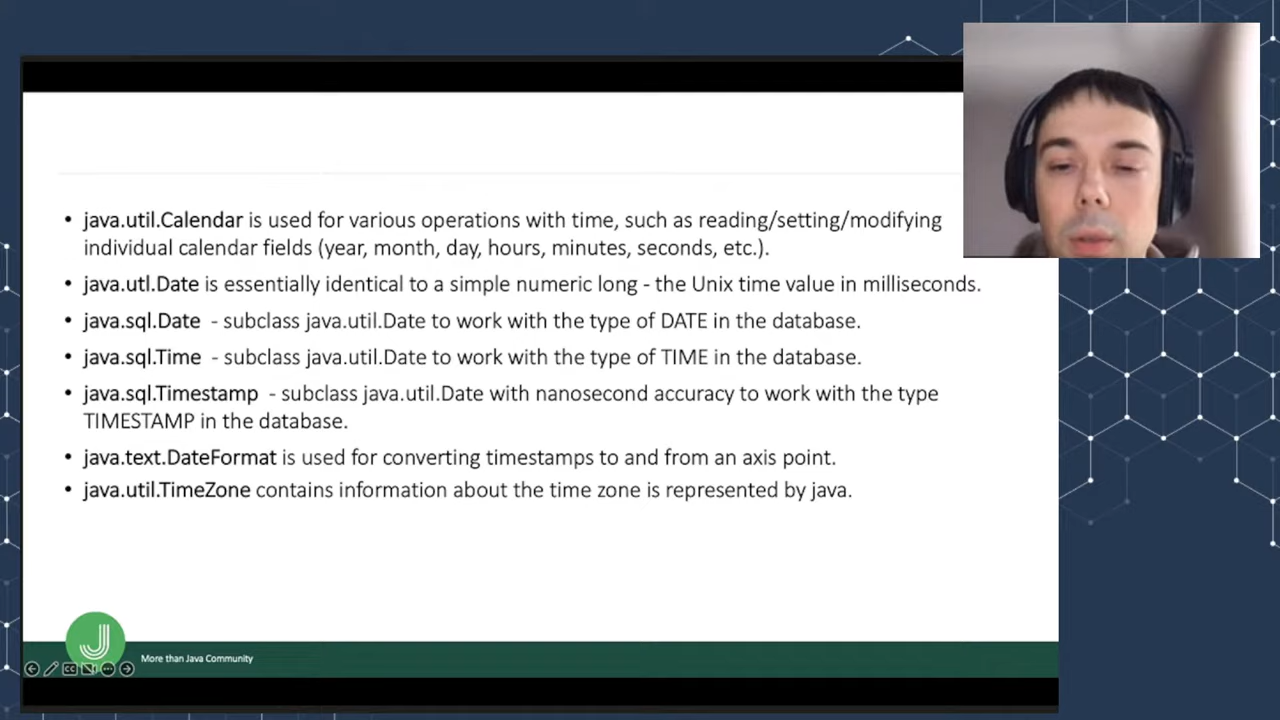 • java.util.Calendar is used for various operations with time, such as reading/setting/modifying
individual calendar fields (year, month, day, hours, minutes, seconds, etc.).
• java.utl.Date is essentially identical to a simple numeric long - the Unix time value in milliseconds.
• java.sql.Date - subclass java.util.Date to work with the type of DATE in the database.
• java.sql.Time - subclass java.util.Date to work with the type of TIME in the database.
• java.sql.Timestamp - subclass java.util.Date with nanosecond accuracy to work with the type
TIMESTAMP in the database.
• java.text.DateFormat is used for converting timestamps to and from an axis point.
• java.util.TimeZone contains information about the time zone is represented by java.
J
More than Java Community